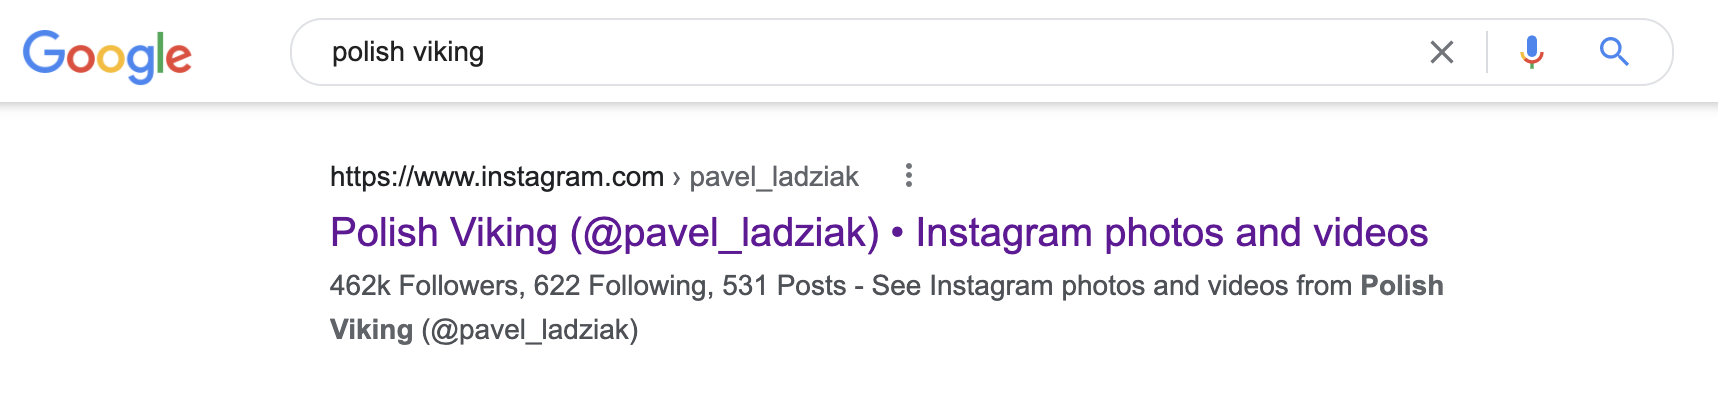 Google
polish viking
https://www.instagram.com › pavel_ladziak
Polish Viking (@pavel_ladziak) • Instagram photos and videos
462k Followers, 622 Following, 531 Posts - See Instagram photos and videos from Polish
Viking (@pavel_ladziak)